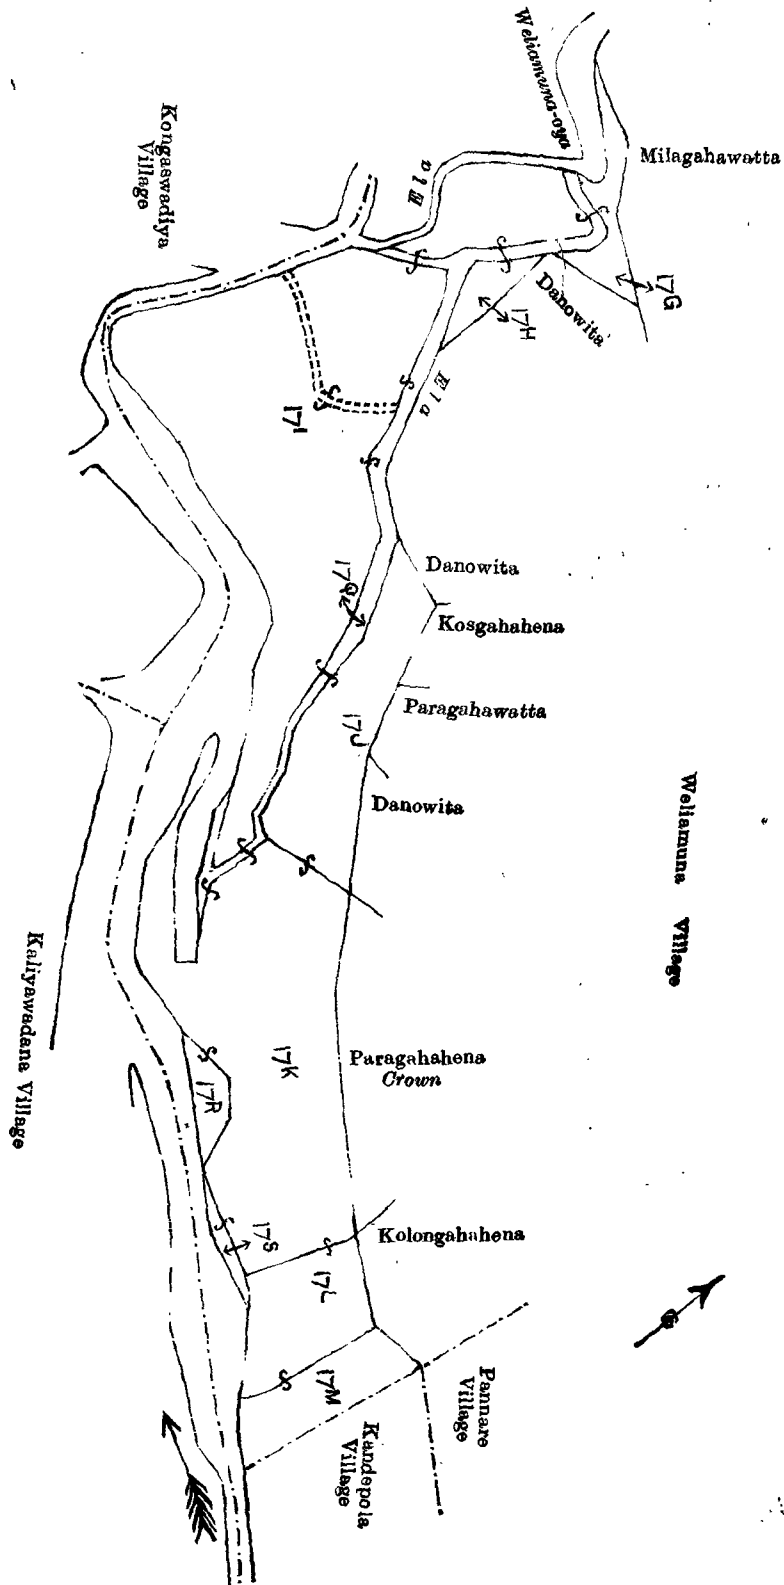 Weliamuna-oya
Milagahawatta
Kongaswadiya
Village
Ela
17G
Danowita
17H
Ela
17I
Danowita
17Q
Kosgahahena
Paragahawatta
17J
Danowita
Weliamuna Village
Kaliyawadana Village
17K
Paragahahena
Crown
17R
Kolongahahena
17S
17L
17M
Pannare
Village
Kandepola
Village